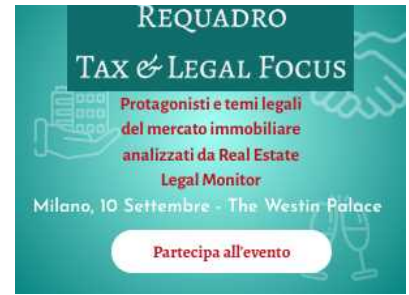 Requadro
Tax & Legal Focus
Protagonisti e temi legali
del mercato immobiliare
analizzati da Real Estate
Legal Monitor
Milano, 10 Settembre - The Westin Palace
Partecipa all'evento